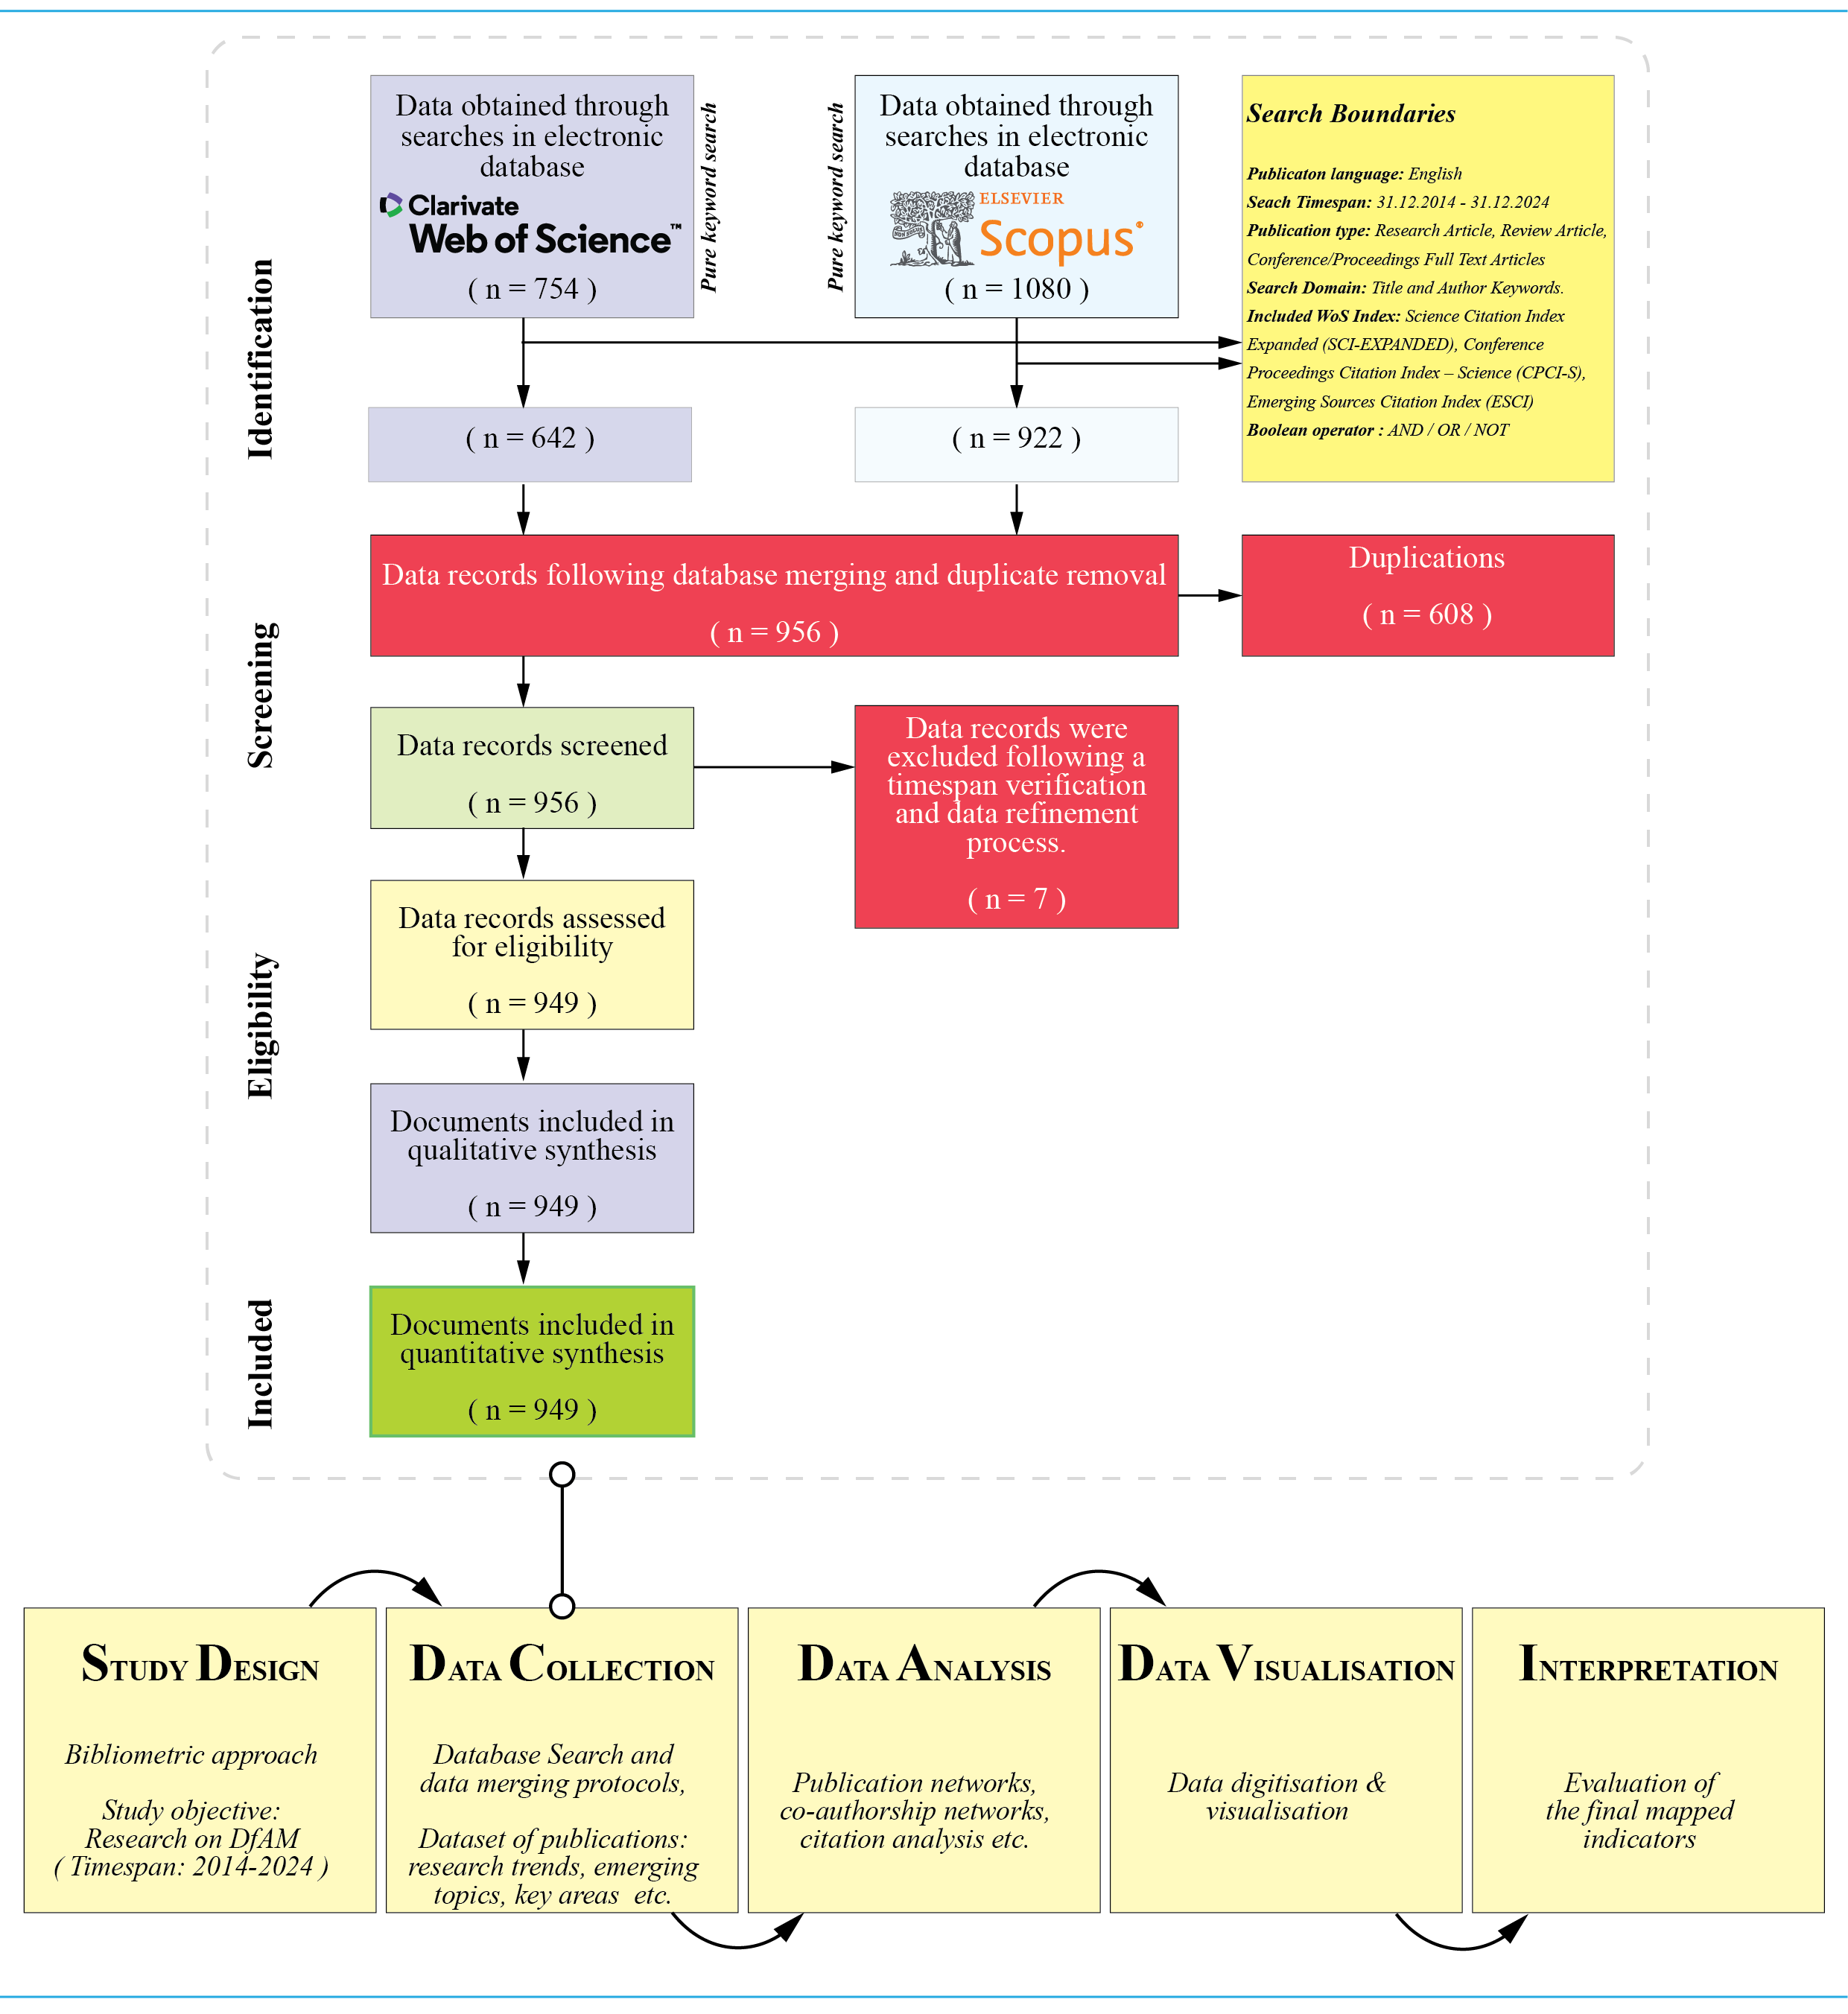 Data obtained through
searches in electronic
database
Clarivate
Web of Science™
( n = 754 )
Pure keyword search
Pure keyword search
Data obtained through
searches in electronic
database
ELSEVIER
Scopus®
( n = 1080 )
Search Boundaries
Publicaton language: English
Seach Timespan: 31.12.2014 - 31.12.2024
Publication type: Research Article, Review Article,
Conference/Proceedings Full Text Articles
Search Domain: Title and Author Keywords.
Included WoS Index: Science Citation Index
Expanded (SCI-EXPANDED), Conference
Proceedings Citation Index – Science (CPCI-S),
Emerging Sources Citation Index (ESCI)
Boolean operator : AND / OR / NOT
Identification
( n = 642 )
( n = 922 )
Data records following database merging and duplicate removal
( n = 956 )
Duplications
( n = 608 )
Screening
Data records screened
( n = 956 )
Data records were
excluded following a
timespan verification
and data refinement
process.
( n = 7 )
Eligibility
Data records assessed
for eligibility
( n = 949 )
Documents included in
qualitative synthesis
( n = 949 )
Included
Documents included in
quantitative synthesis
( n = 949 )
STUDY DESIGN
Bibliometric approach
Study objective:
Research on DfAM
( Timespan: 2014-2024 )
DATA COLLECTION
Database Search and
data merging protocols,
Dataset of publications:
research trends, emerging
topics, key areas etc.
DATA ANALYSIS
Publication networks,
co-authorship networks,
citation analysis etc.
DATA VISUALISATION
Data digitisation &
visualisation
INTERPRETATION
Evaluation of
the final mapped
indicators